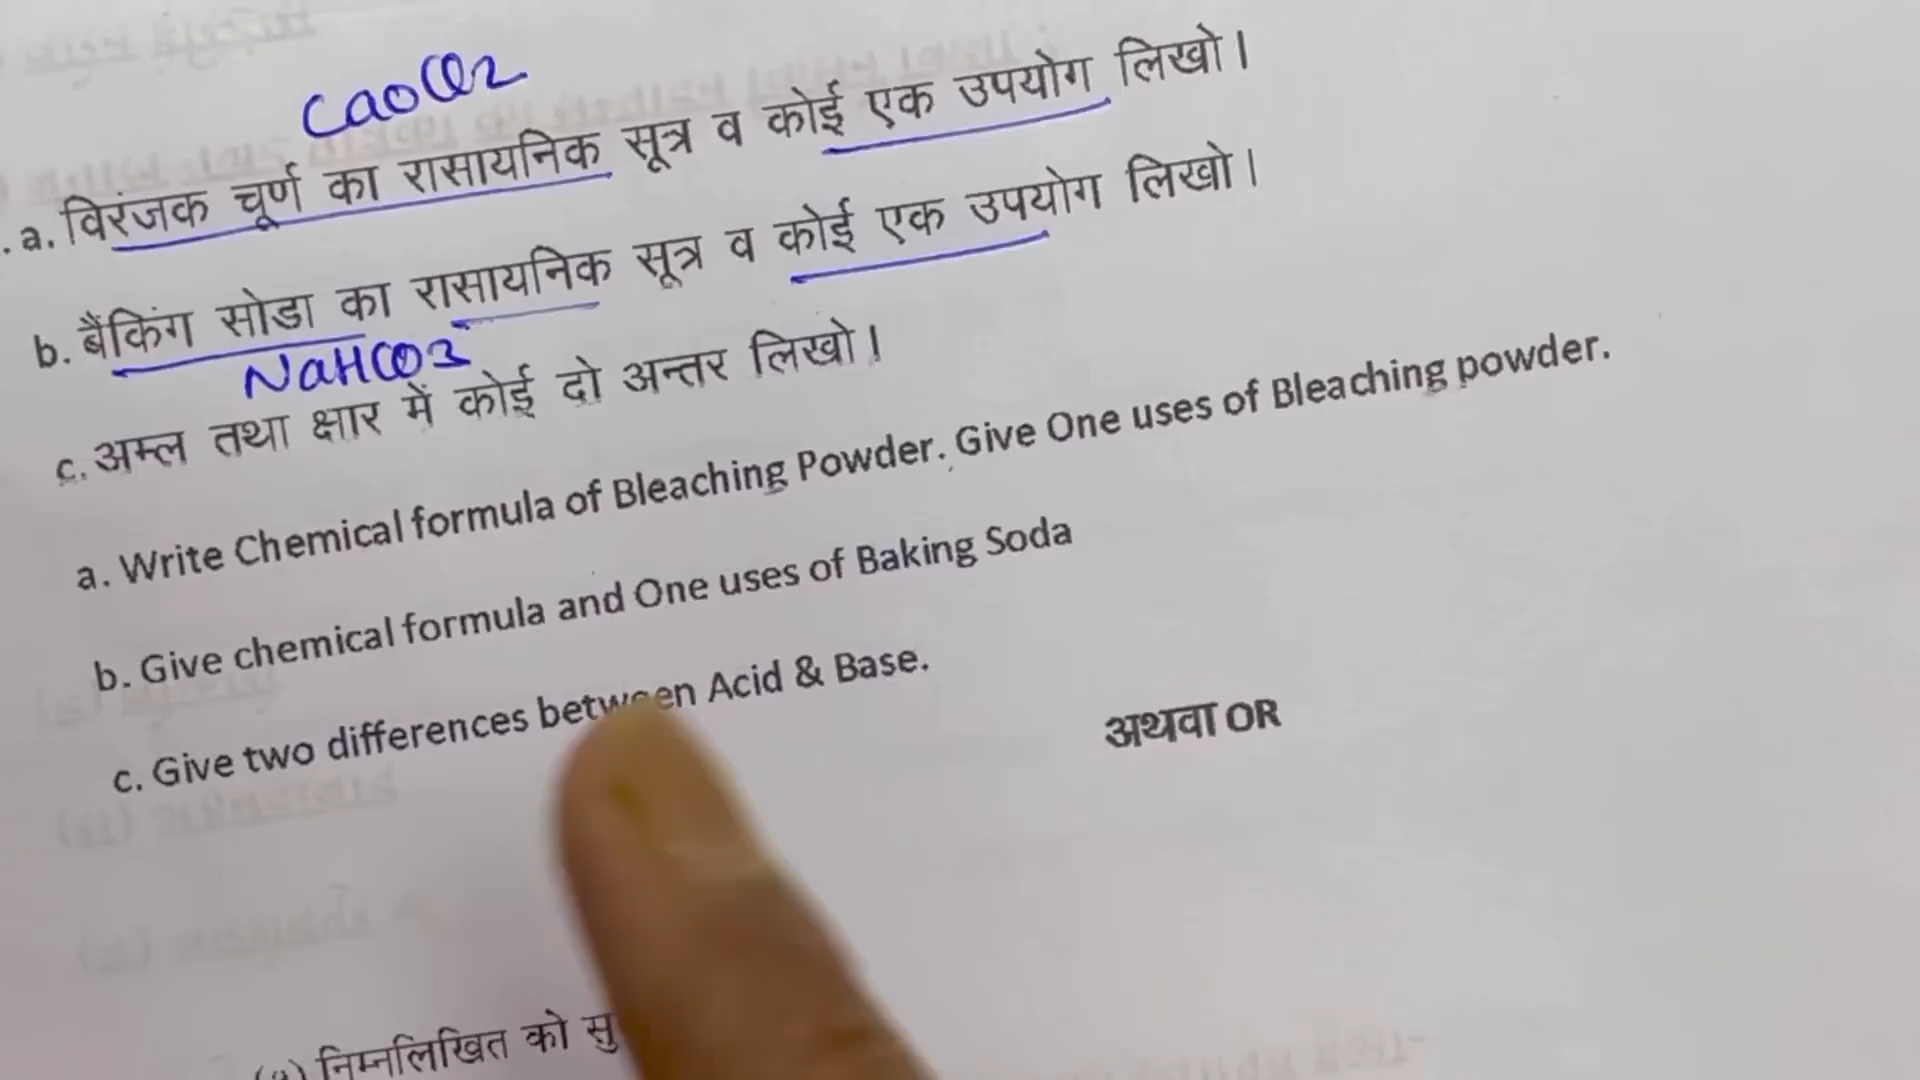 CaOCl2
.a. विरंजक चूर्ण का रासायनिक सूत्र व कोई एक उपयोग लिखो।
b. बैंकिंग सोडा का रासायनिक सूत्र व कोई एक उपयोग लिखो।
NaHCO3
c. अम्ल तथा क्षार में कोई दो अन्तर लिखो।
a. Write Chemical formula of Bleaching Powder. Give One uses of Bleaching powder.
b. Give chemical formula and One uses of Baking Soda
c. Give two differences between Acid & Base.
अथवा OR
निम्नलिखित को